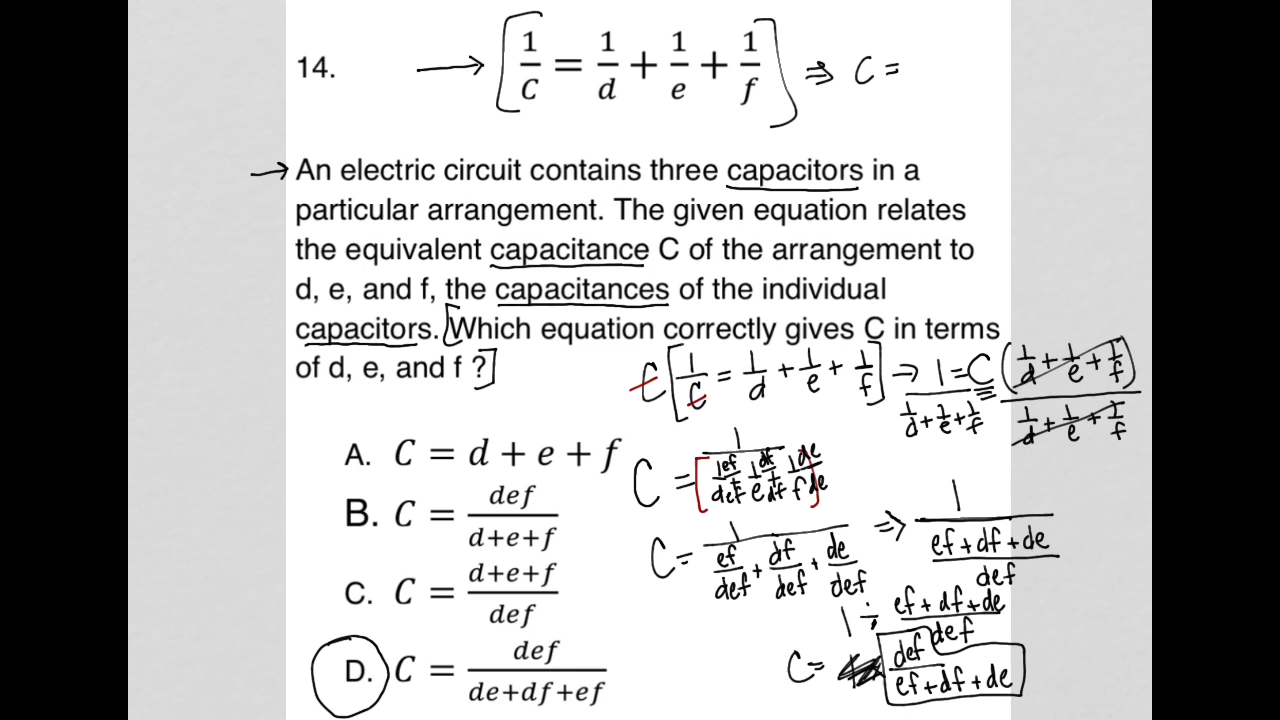 14. → [1/C = 1/d + 1/e + 1/f] ⇒ C =
→ An electric circuit contains three capacitors in a
particular arrangement. The given equation relates
the equivalent capacitance C of the arrangement to
d, e, and f, the capacitances of the individual
capacitors. [Which equation correctly gives C in terms
of d, e, and f ?]
C[1/C = 1/d + 1/e + 1/f] → 1/(1/d + 1/e + 1/f) = C(1/d + 1/e + 1/f)/(1/d + 1/e + 1/f)
A. C = d + e + f
B. C = def/(d+e+f)
C. C = (d+e+f)/def
D. C = def/(de+df+ef)
C = 1/(ef/def + df/def + de/def) ⇒ 1/((ef + df + de)/def)
1 ÷ (ef + df + de)/def
C = def/(ef + df + de)